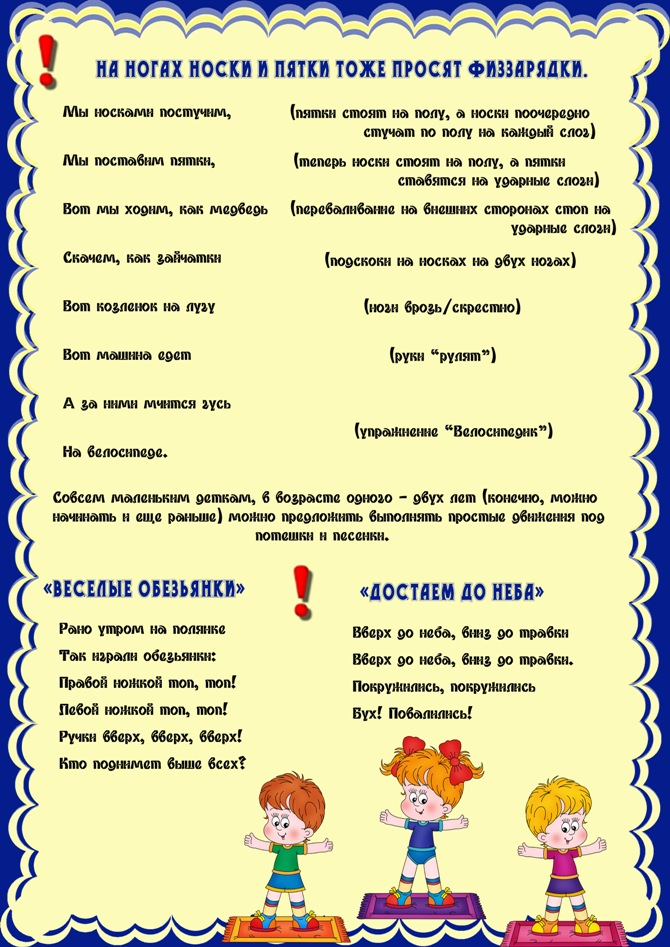 НА НОГАХ НОСКИ И ПЯТКИ ТОЖЕ ПРОСЯТ ФИЗЗАРЯДКИ.
Мы носками постучим, (пятки стоят на полу, а носки поочередно
стучат по полу на каждый слог)
Мы поставим пятки, (теперь носки стоят на полу, а пятки
ставятся на ударные слоги)
Вот мы ходим, как медведь (переваливание на внешних сторонах стоп на
ударные слоги)
Скачем, как зайчатки (подскоки на носках на двух ногах)
Вот козленок на лугу (ноги врозь/скрестно)
Вот машина едет (руки “рулят”)
А за ними мчится гусь
(упражнение “Велосипедик”)
На велосипеде.
Совсем маленьким деткам, в возрасте одного – двух лет (конечно, можно
начинать и еще раньше) можно предложить выполнять простые движения под
потешки и песенки.
«ВЕСЕЛЫЕ ОБЕЗЬЯНКИ»
Рано утром на полянке
Так играли обезьянки:
Правой ножкой топ, топ!
Левой ножкой топ, топ!
Ручки вверх, вверх, вверх!
Кто поднимет выше всех?
«ДОСТАЕМ ДО НЕБА»
Вверх до неба, вниз до травки
Вверх до неба, вниз до травки.
Покружились, покружились
Бух! Повалились!